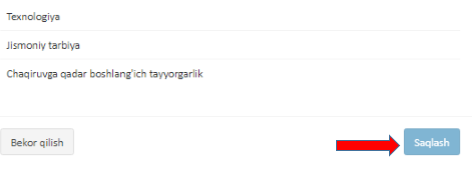 Texnologiya
Jismoniy tarbiya
Chaqiruvga qadar boshlang'ich tayyorgarlik
Bekor qilish
Saqlash